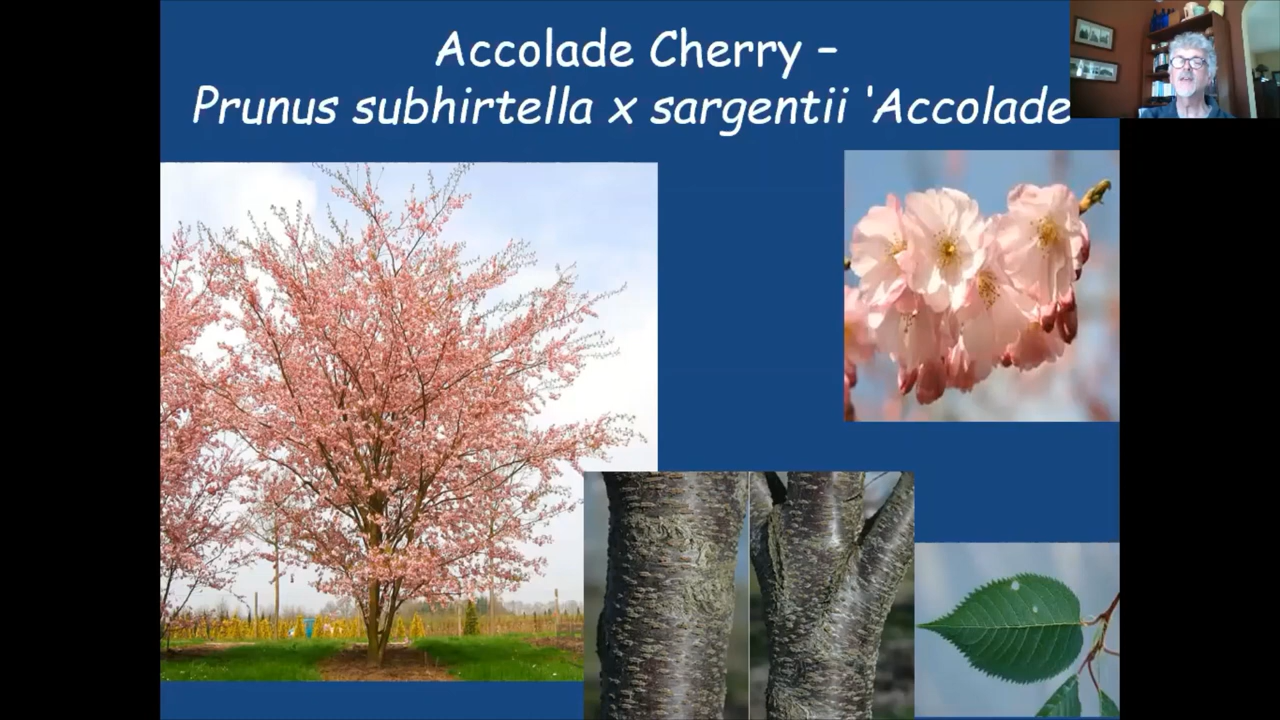 Accolade Cherry –
Prunus subhirtella x sargentii ‘Accolade